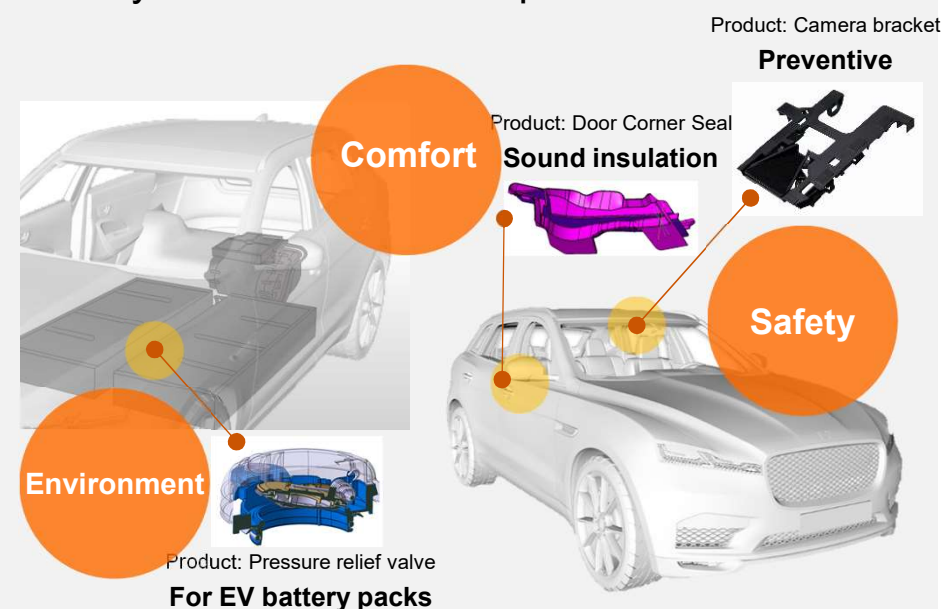 Product: Camera bracket
Preventive
Comfort
Product: Door Corner Seal
Sound insulation
Safety
Environment
Product: Pressure relief valve
For EV battery packs